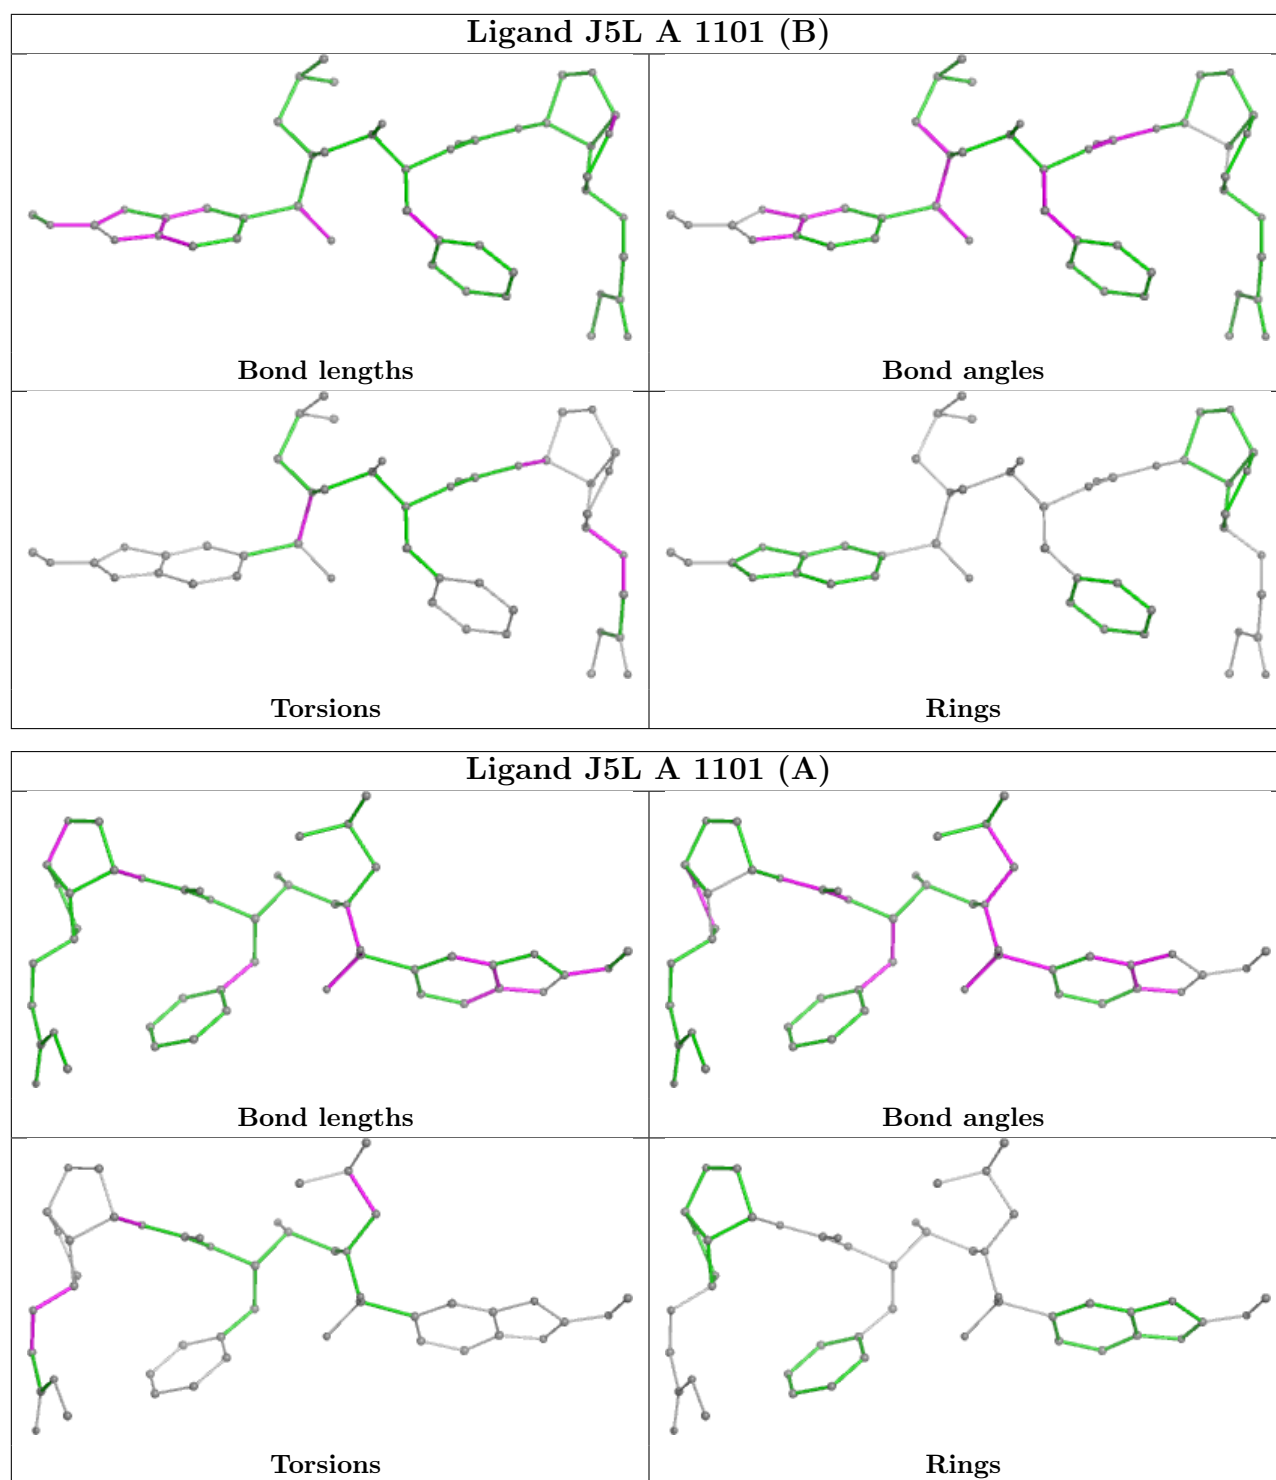 Ligand J5L A 1101 (B)
Bond lengths
Bond angles
Torsions
Rings
Ligand J5L A 1101 (A)
Bond lengths
Bond angles
Torsions
Rings